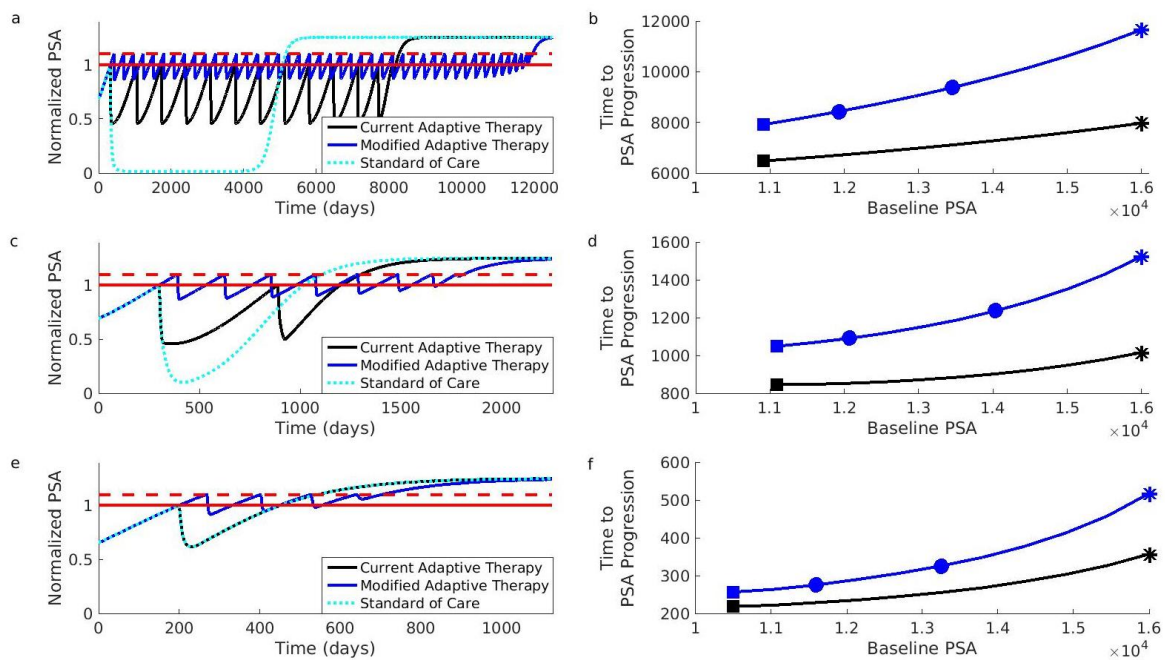 a
Normalized PSA
1
0.5
0
0 2000 4000 6000 8000 10000 12000
Time (days)
Current Adaptive Therapy
Modified Adaptive Therapy
Standard of Care
b
Time to
PSA Progression
12000
10000
8000
6000
1 1.1 1.2 1.3 1.4 1.5 1.6
×10⁴
Baseline PSA
c
Normalized PSA
1
0.5
0
0 500 1000 1500 2000
Time (days)
Current Adaptive Therapy
Modified Adaptive Therapy
Standard of Care
d
Time to
PSA Progression
1600
1400
1200
1000
800
1 1.1 1.2 1.3 1.4 1.5 1.6
×10⁴
Baseline PSA
e
Normalized PSA
1
0.5
0
0 200 400 600 800 1000
Time (days)
Current Adaptive Therapy
Modified Adaptive Therapy
Standard of Care
f
Time to
PSA Progression
600
500
400
300
200
1 1.1 1.2 1.3 1.4 1.5 1.6
×10⁴
Baseline PSA